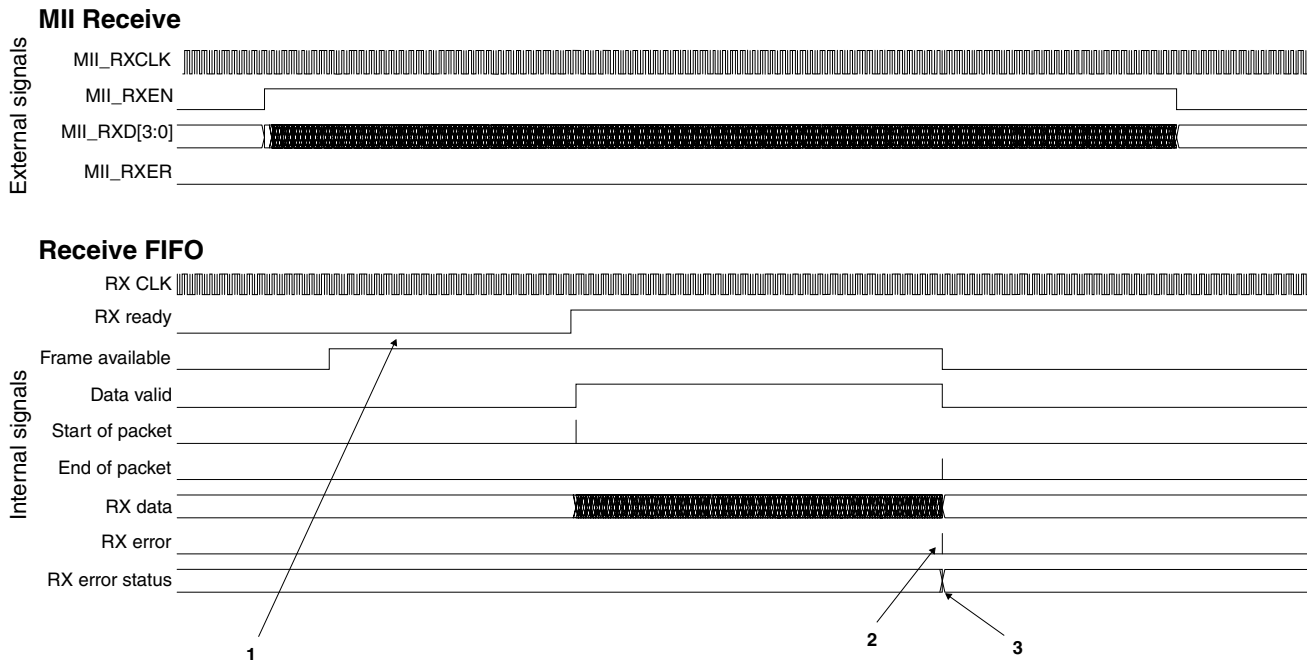 MII Receive
External signals
MII_RXCLK
MII_RXEN
MII_RXD[3:0]
MII_RXER
Receive FIFO
Internal signals
RX CLK
RX ready
Frame available
Data valid
Start of packet
End of packet
RX data
RX error
RX error status
1
2
3